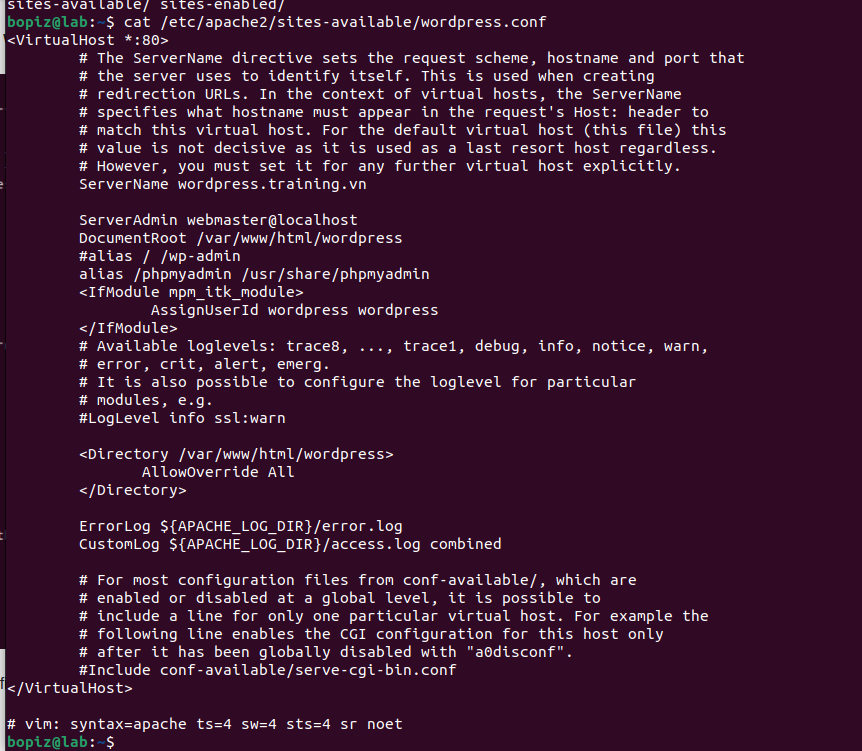 sites-available/ sites-enabled/
bopiz@lab:~$ cat /etc/apache2/sites-available/wordpress.conf
<VirtualHost *:80>
        # The ServerName directive sets the request scheme, hostname and port that
        # the server uses to identify itself. This is used when creating
        # redirection URLs. In the context of virtual hosts, the ServerName
        # specifies what hostname must appear in the request's Host: header to
        # match this virtual host. For the default virtual host (this file) this
        # value is not decisive as it is used as a last resort host regardless.
        # However, you must set it for any further virtual host explicitly.
        ServerName wordpress.training.vn

        ServerAdmin webmaster@localhost
        DocumentRoot /var/www/html/wordpress
        #alias / /wp-admin
        alias /phpmyadmin /usr/share/phpmyadmin
        <IfModule mpm_itk_module>
                AssignUserId wordpress wordpress
        </IfModule>
        # Available loglevels: trace8, ..., trace1, debug, info, notice, warn,
        # error, crit, alert, emerg.
        # It is also possible to configure the loglevel for particular
        # modules, e.g.
        #LogLevel info ssl:warn

        <Directory /var/www/html/wordpress>
               AllowOverride All
        </Directory>

        ErrorLog ${APACHE_LOG_DIR}/error.log
        CustomLog ${APACHE_LOG_DIR}/access.log combined

        # For most configuration files from conf-available/, which are
        # enabled or disabled at a global level, it is possible to
        # include a line for only one particular virtual host. For example the
        # following line enables the CGI configuration for this host only
        # after it has been globally disabled with "a0disconf".
        #Include conf-available/serve-cgi-bin.conf
</VirtualHost>

# vim: syntax=apache ts=4 sw=4 sts=4 sr noet
bopiz@lab:~$